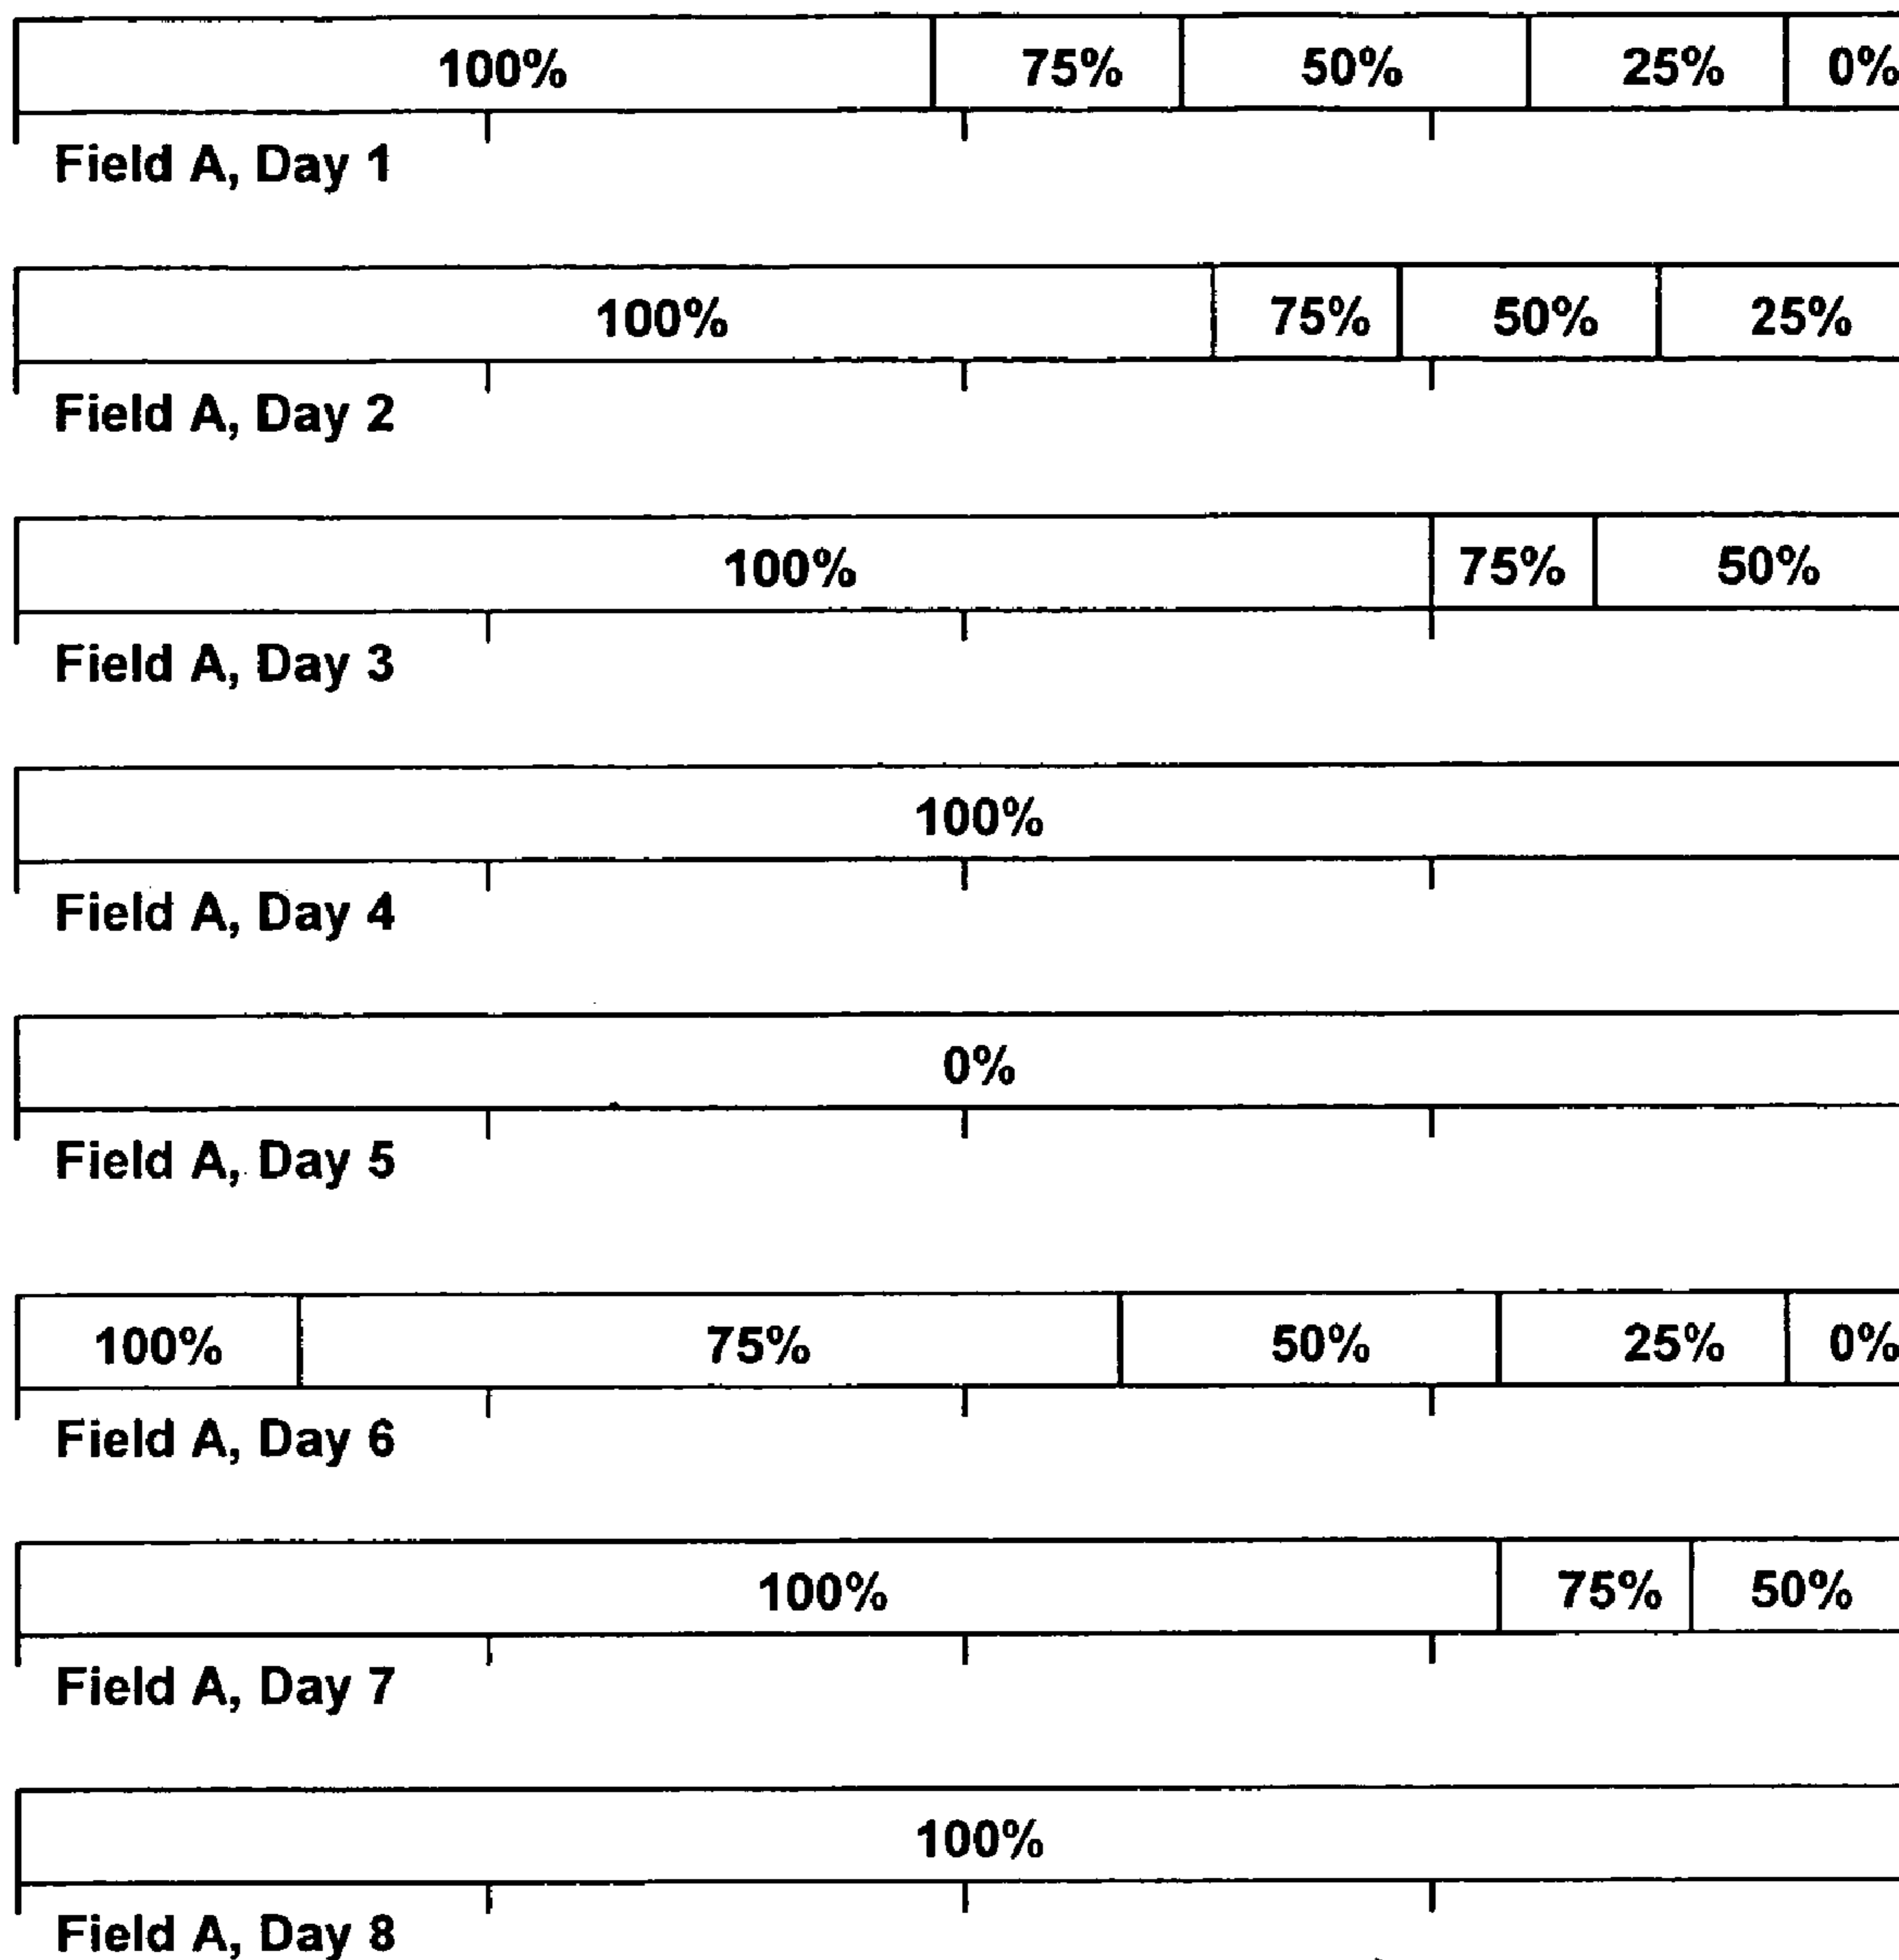 100% 75% 50% 25% 0%
Field A, Day 1
100% 75% 50% 25%
Field A, Day 2
100% 75% 50%
Field A, Day 3
100%
Field A, Day 4
0%
Field A, Day 5
100% 75% 50% 25% 0%
Field A, Day 6
100% 75% 50%
Field A, Day 7
100%
Field A, Day 8